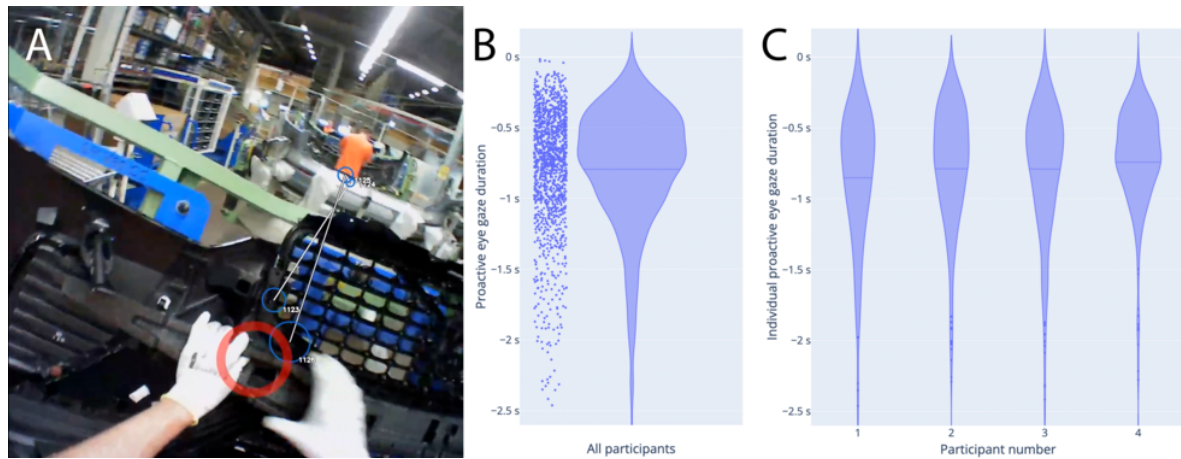 A
1123
B
Proactive eye gaze duration
0 s
−0.5 s
−1 s
−1.5 s
−2 s
−2.5 s
All participants
C
Individual proactive eye gaze duration
0 s
−0.5 s
−1 s
−1.5 s
−2 s
−2.5 s
1
2
3
4
Participant number